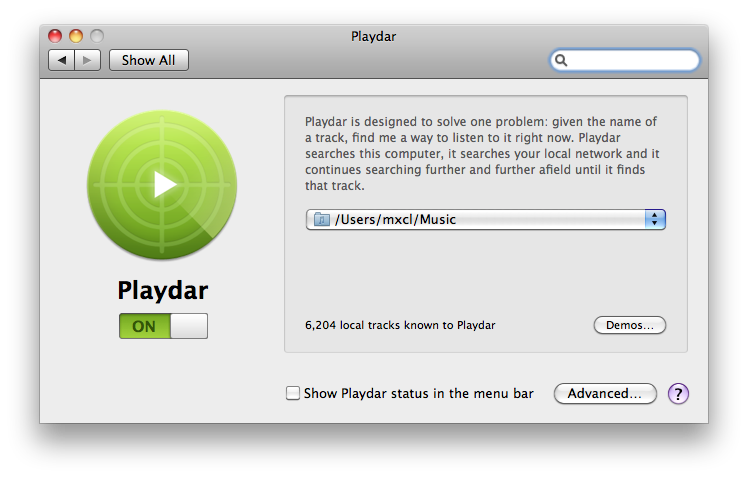 Playdar
Show All
Playdar is designed to solve one problem: given the name
of a track, find me a way to listen to it right now. Playdar
searches this computer, it searches your local network and it
continues searching further and further afield until it finds
that track.
/Users/mxcl/Music
Playdar
ON
6,204 local tracks known to Playdar
Demos...
Show Playdar status in the menu bar
Advanced...
?